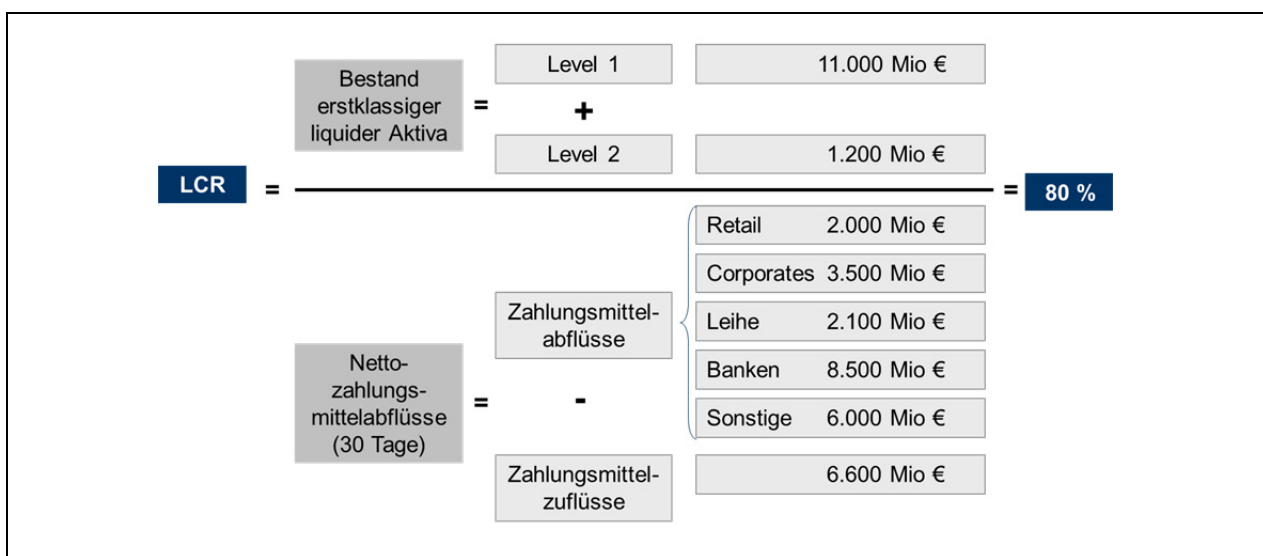 Level 1 11.000 Mio €
Bestand
erstklassiger
liquider Aktiva
=
+
Level 2 1.200 Mio €
LCR = = 80 %
Retail 2.000 Mio €
Corporates 3.500 Mio €
Zahlungsmittel-
abflüsse
Leihe 2.100 Mio €
Banken 8.500 Mio €
Sonstige 6.000 Mio €
Netto-
zahlungs-
mittelabflüsse
(30 Tage)
=
-
Zahlungsmittel-
zuflüsse
6.600 Mio €